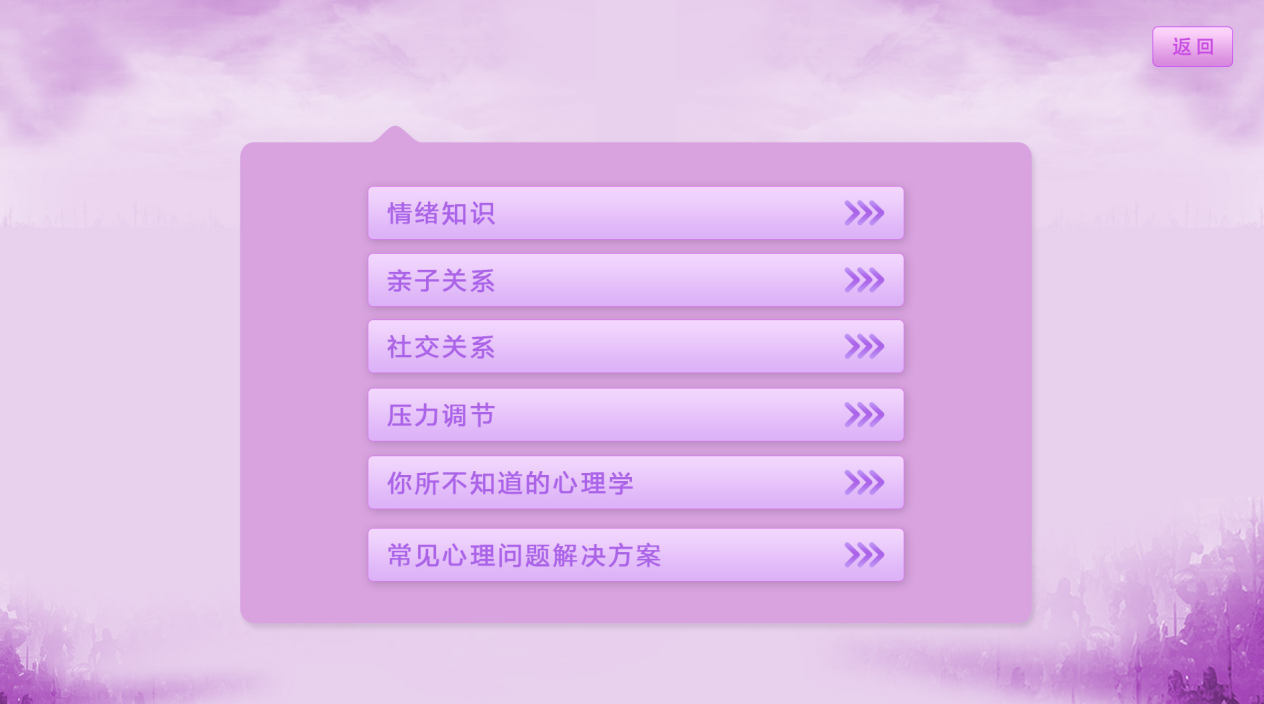 返回
情绪知识
亲子关系
社交关系
压力调节
你所不知道的心理学
常见心理问题解决方案